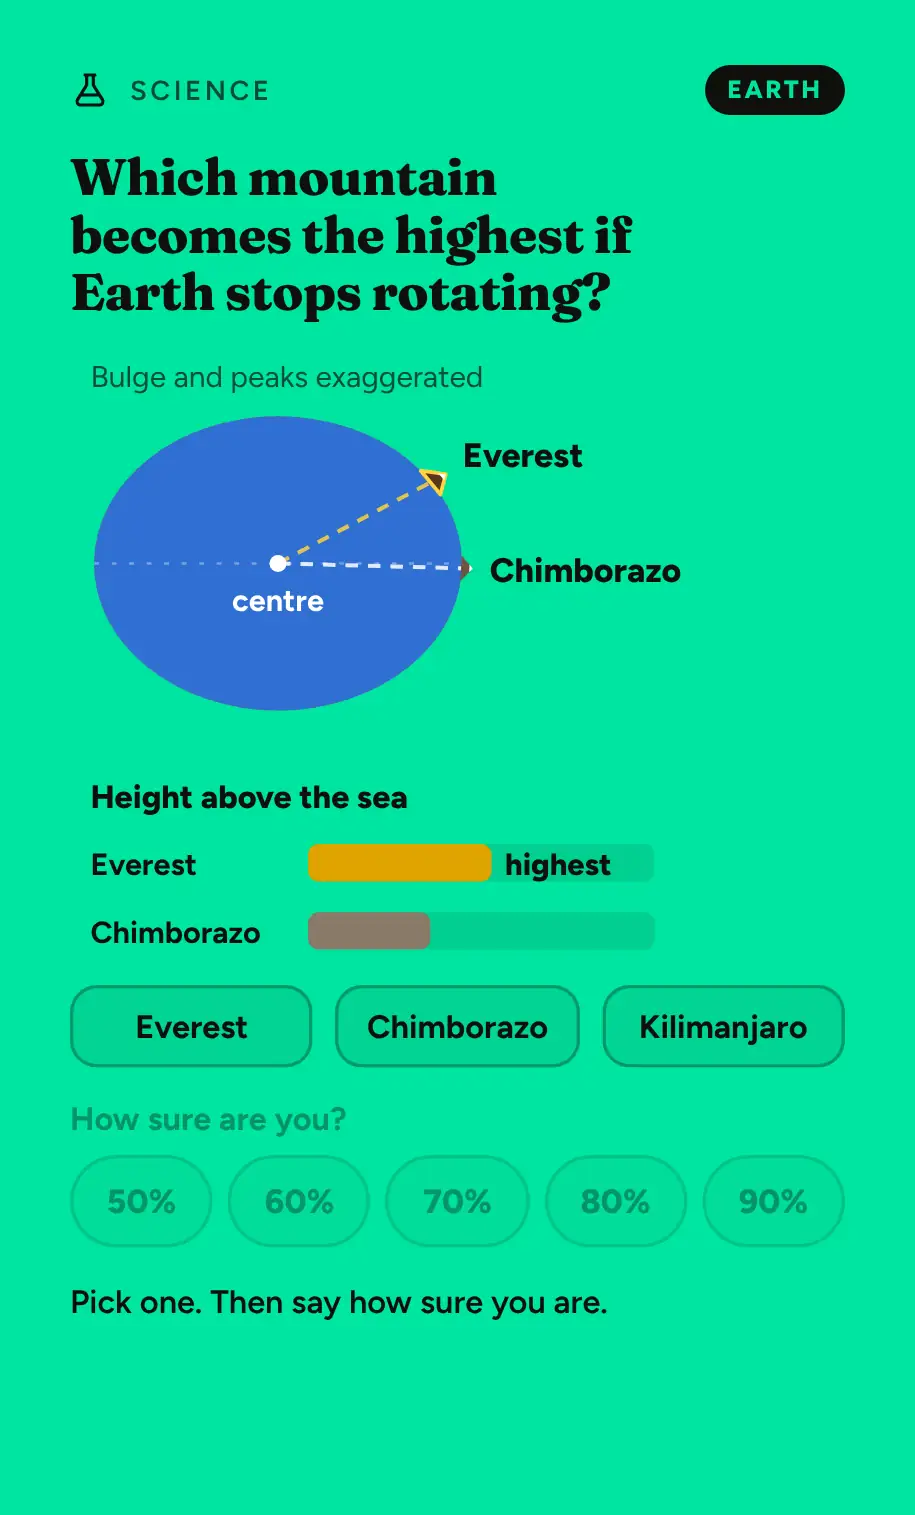 SCIENCE
EARTH
Which mountain
becomes the highest if
Earth stops rotating?
Bulge and peaks exaggerated
Everest
Chimborazo
centre
Height above the sea
Everest
highest
Chimborazo
Everest
Chimborazo
Kilimanjaro
How sure are you?
50%
60%
70%
80%
90%
Pick one. Then say how sure you are.